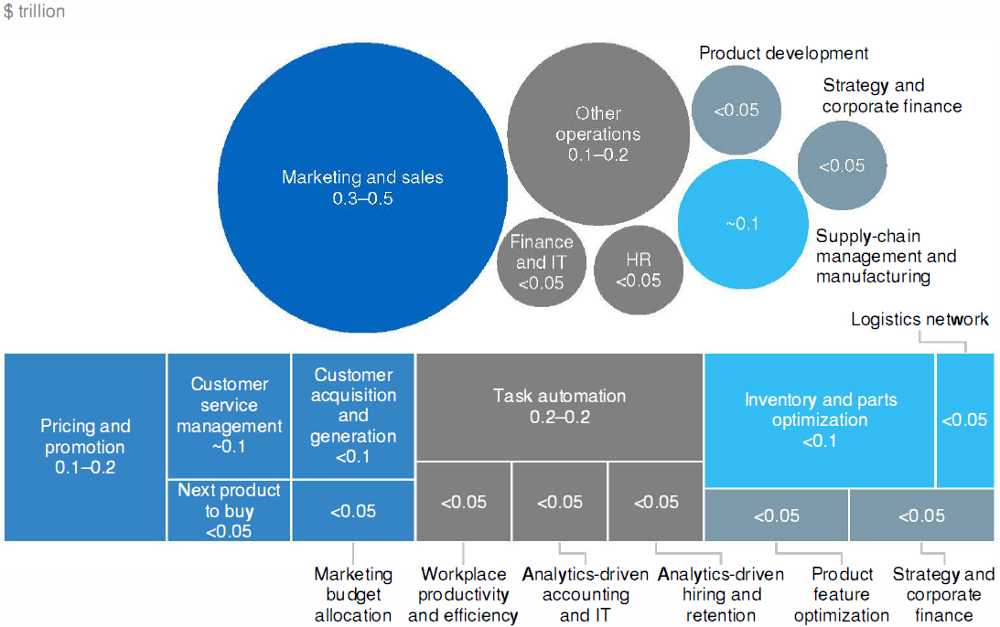 $ trillion
Product development
Strategy and
corporate finance
Other
operations
0.1–0.2
<0.05
<0.05
Marketing and sales
0.3–0.5
~0.1
Supply-chain
management and
manufacturing
Finance
and IT
<0.05
HR
<0.05
Logistics network
Pricing and
promotion
0.1–0.2
Customer
service
management
~0.1
Customer
acquisition
and
generation
<0.1
Task automation
0.2–0.2
Inventory and parts
optimization
<0.1
<0.05
Next product
to buy
<0.05
<0.05
<0.05
<0.05
<0.05
<0.05
<0.05
Marketing
budget
allocation
Workplace
productivity
and efficiency
Analytics-driven
accounting
and IT
Analytics-driven
hiring and
retention
Product
feature
optimization
Strategy and
corporate
finance